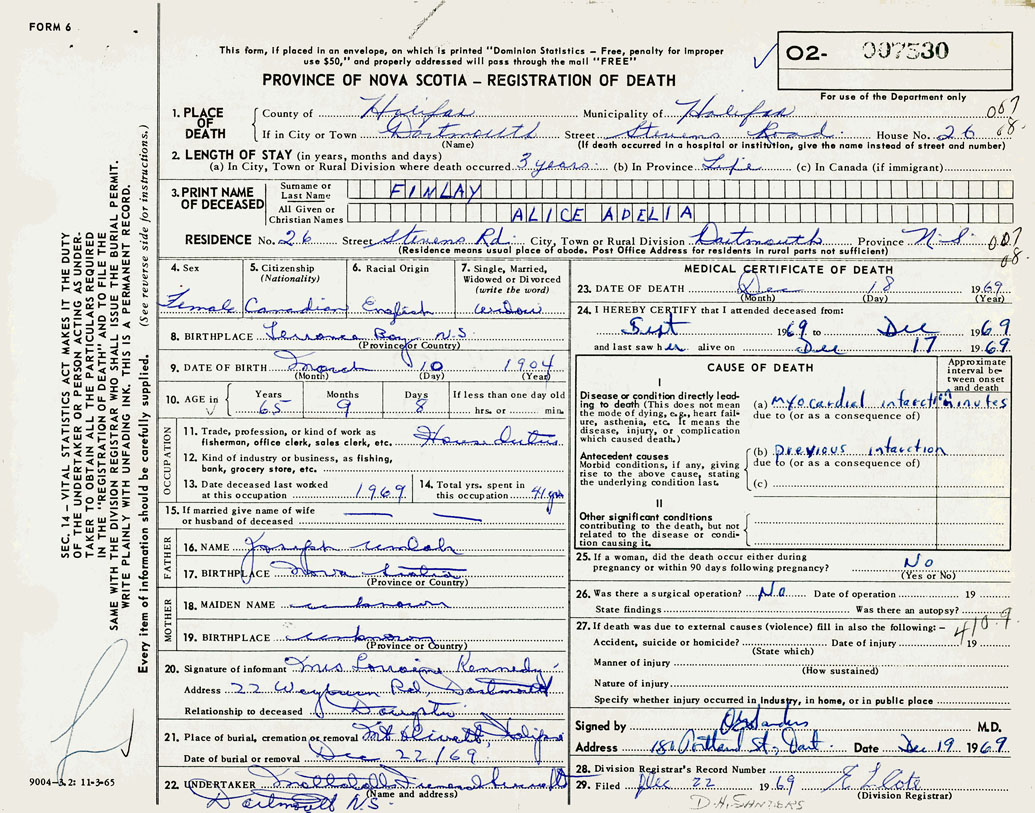 FORM 6
This form, if placed in an envelope, on which is printed "Dominion Statistics – Free, penalty for improper
use $50," and properly addressed will pass through the mail "FREE"
PROVINCE OF NOVA SCOTIA – REGISTRATION OF DEATH
02- 007530
For use of the Department only
SEC. 14 – VITAL STATISTICS ACT MAKES IT THE DUTY
OF THE UNDERTAKER OR PERSON ACTING AS UNDER-
TAKER TO OBTAIN ALL THE PARTICULARS REQUIRED
IN THE "REGISTRATION OF DEATH" AND TO FILE THE
SAME WITH THE DIVISION REGISTRAR WHO SHALL ISSUE THE BURIAL PERMIT.
WRITE PLAINLY WITH UNFADING INK. THIS IS A PERMANENT RECORD.
Every item of information should be carefully supplied. (See reverse side for instructions.)
1. PLACE OF DEATH
County of Halifax Municipality of Halifax 007
If in City or Town Dartmouth Street Stevens Road House No. 26 08.
(Name) (If death occurred in a hospital or institution, give the name instead of street and number)
2. LENGTH OF STAY (in years, months and days)
(a) In City, Town or Rural Division where death occurred 3 years (b) In Province Life (c) In Canada (if immigrant)
3. PRINT NAME OF DECEASED
Surname or Last Name FINLAY
All Given or Christian Names ALICE ADELIA
RESIDENCE No. 26 Street Stevens Rd. City, Town or Rural Division Dartmouth Province N.S. 007
(Residence means usual place of abode. Post Office Address for residents in rural parts not sufficient) 08.
4. Sex 5. Citizenship (Nationality) 6. Racial Origin 7. Single, Married, Widowed or Divorced (write the word)
Female Canadian English widow
8. BIRTHPLACE Terrance Bay N.S.
(Province or Country)
9. DATE OF BIRTH March 10 1904
(Month) (Day) (Year)
10. AGE in Years Months Days If less than one day old
65 9 8 hrs. or min.
OCCUPATION
11. Trade, profession, or kind of work as
fisherman, office clerk, sales clerk, etc. House duties
12. Kind of industry or business, as fishing,
bank, grocery store, etc.
13. Date deceased last worked at this occupation 1969 14. Total yrs. spent in this occupation 41 yrs
15. If married give name of wife
or husband of deceased
FATHER
16. NAME Joseph Umlah
17. BIRTHPLACE Nova Scotia
(Province or Country)
MOTHER
18. MAIDEN NAME unknown
19. BIRTHPLACE unknown
(Province or Country)
20. Signature of informant Mrs Lorraine Kennedy
Address 22 Weyburn Rd, Dartmouth
Relationship to deceased Daughter
21. Place of burial, cremation or removal Mt Olivett, Halifax
Date of burial or removal Dec 22/69
22. UNDERTAKER Funeral
(Name and address)
Dartmouth N.S.
9004-3.2: 11-3-65
MEDICAL CERTIFICATE OF DEATH
23. DATE OF DEATH Dec 18 1969
(Month) (Day) (Year)
24. I HEREBY CERTIFY that I attended deceased from:
Sept 1969 to Dec 1969
and last saw her alive on Dec 17 1969
CAUSE OF DEATH
Approximate interval between onset and death
I
Disease or condition directly leading to death (This does not mean the mode of dying, e.g., heart failure, asthenia, etc. It means the disease, injury, or complication which caused death.)
(a) Myocardial infarction minutes
due to (or as a consequence of)
Antecedent causes
Morbid conditions, if any, giving rise to the above cause, stating the underlying condition last.
(b) previous infarction
due to (or as a consequence of)
(c)
II
Other significant conditions
contributing to the death, but not related to the disease or condition causing it.
25. If a woman, did the death occur either during
pregnancy or within 90 days following pregnancy? No
(Yes or No)
26. Was there a surgical operation? No Date of operation 19
State findings Was there an autopsy?
410.9
27. If death was due to external causes (violence) fill in also the following: –
Accident, suicide or homicide? Date of injury 19
(State which)
Manner of injury
(How sustained)
Nature of injury
Specify whether injury occurred in industry, in home, or in public place
Signed by DHSanders M.D.
Address 182 Portland St., Dart. Date Dec 19 1969
28. Division Registrar's Record Number
29. Filed Dec 22 1969
(Division Registrar)
D.H. SANDERS